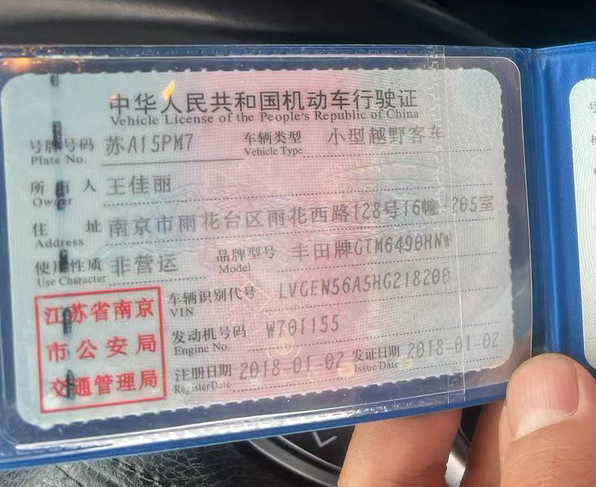 中华人民共和国机动车行驶证
Vehicle License of the People's Republic of China
号牌号码 苏A15PM7 车辆类型 小型越野客车
Plate No. Vehicle Type
所有人 王佳丽
Owner
住址 南京市雨花台区雨花西路128号16幢-205室
Address
使用性质 非营运 品牌型号 丰田牌GTM6490HNW
Use Character Model
江苏省南京
市公安局
交通管理局
车辆识别代号 LVGEN56A5HG218200
VIN
发动机号码 W701155
Engine No.
注册日期 2018-01-02 发证日期 2018-01-02
Register Date Issue Date